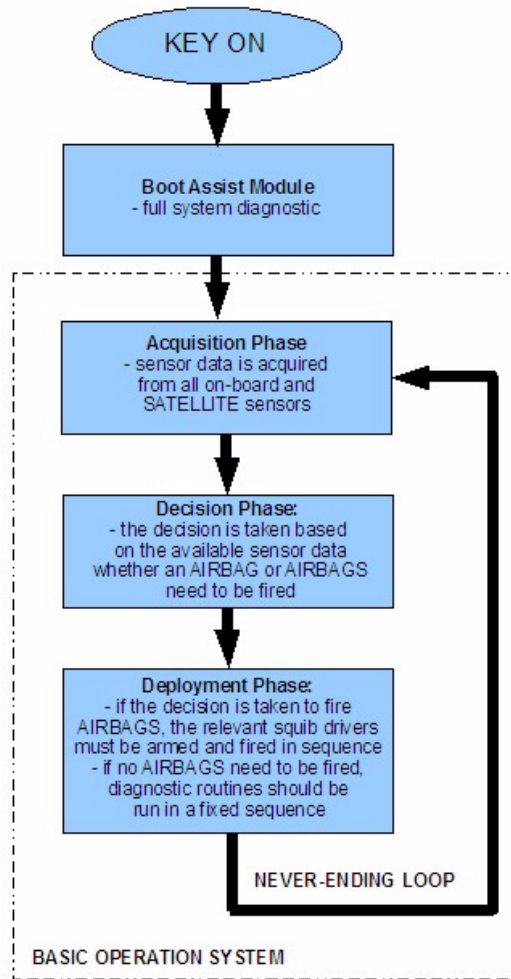 KEY ON
Boot Assist Module
- full system diagnostic
Acquisition Phase
- sensor data is acquired
from all on-board and
SATELLITE sensors
Decision Phase:
- the decision is taken based
on the available sensor data
whether an AIRBAG or AIRBAGS
need to be fired
Deployment Phase:
- if the decision is taken to fire
AIRBAGS, the relevant squib drivers
must be armed and fired in sequence
- if no AIRBAGS need to be fired,
diagnostic routines should be
run in a fixed sequence
NEVER-ENDING LOOP
BASIC OPERATION SYSTEM